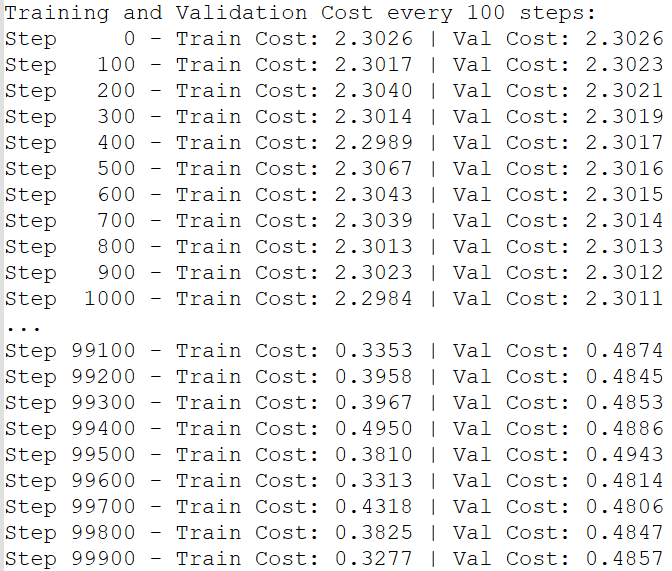 Training and Validation Cost every 100 steps:
Step     0 - Train Cost: 2.3026 | Val Cost: 2.3026
Step   100 - Train Cost: 2.3017 | Val Cost: 2.3023
Step   200 - Train Cost: 2.3040 | Val Cost: 2.3021
Step   300 - Train Cost: 2.3014 | Val Cost: 2.3019
Step   400 - Train Cost: 2.2989 | Val Cost: 2.3017
Step   500 - Train Cost: 2.3067 | Val Cost: 2.3016
Step   600 - Train Cost: 2.3043 | Val Cost: 2.3015
Step   700 - Train Cost: 2.3039 | Val Cost: 2.3014
Step   800 - Train Cost: 2.3013 | Val Cost: 2.3013
Step   900 - Train Cost: 2.3023 | Val Cost: 2.3012
Step  1000 - Train Cost: 2.2984 | Val Cost: 2.3011
...
Step 99100 - Train Cost: 0.3353 | Val Cost: 0.4874
Step 99200 - Train Cost: 0.3958 | Val Cost: 0.4845
Step 99300 - Train Cost: 0.3967 | Val Cost: 0.4853
Step 99400 - Train Cost: 0.4950 | Val Cost: 0.4886
Step 99500 - Train Cost: 0.3810 | Val Cost: 0.4943
Step 99600 - Train Cost: 0.3313 | Val Cost: 0.4814
Step 99700 - Train Cost: 0.4318 | Val Cost: 0.4806
Step 99800 - Train Cost: 0.3825 | Val Cost: 0.4847
Step 99900 - Train Cost: 0.3277 | Val Cost: 0.4857